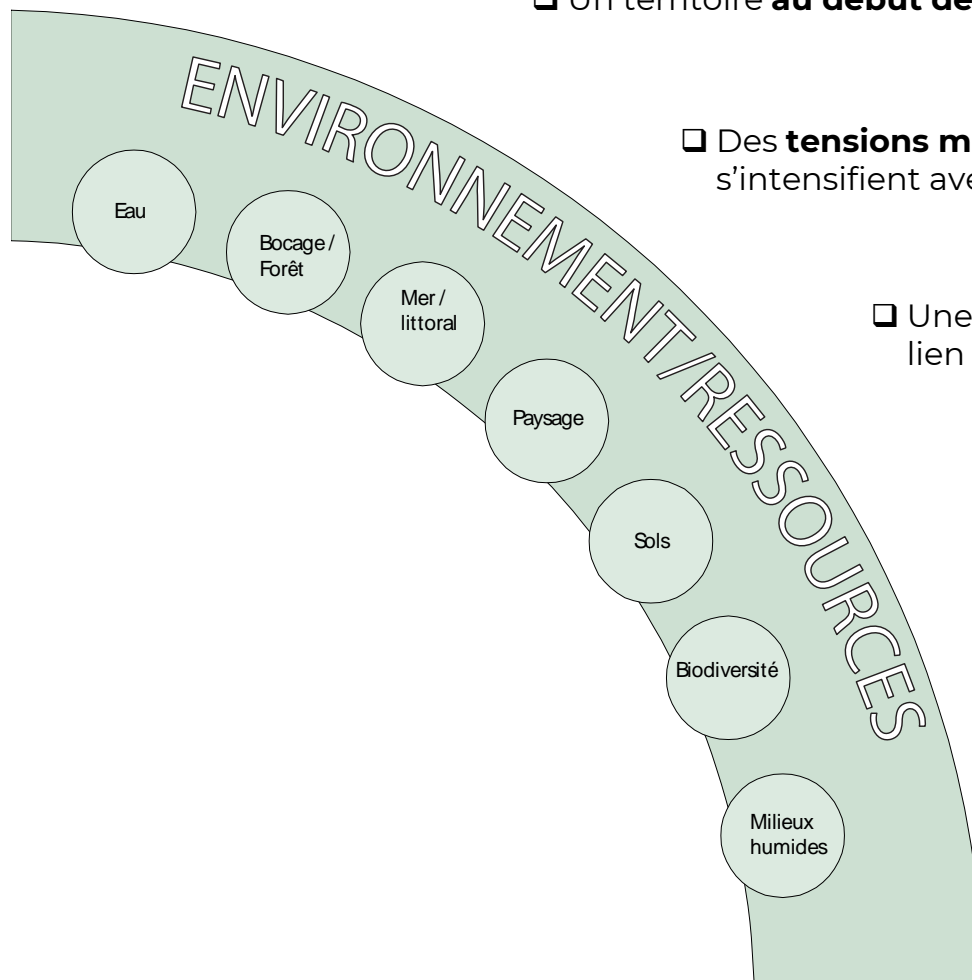 ❑ Un territoire au début de
ENVIRONNEMENT/RESSOURCES
❑ Des tensions m
s’intensifient ave
Eau
Bocage /
Forêt
Mer /
littoral
❑ Une
lien
Paysage
Sols
Biodiversité
Milieux
humides